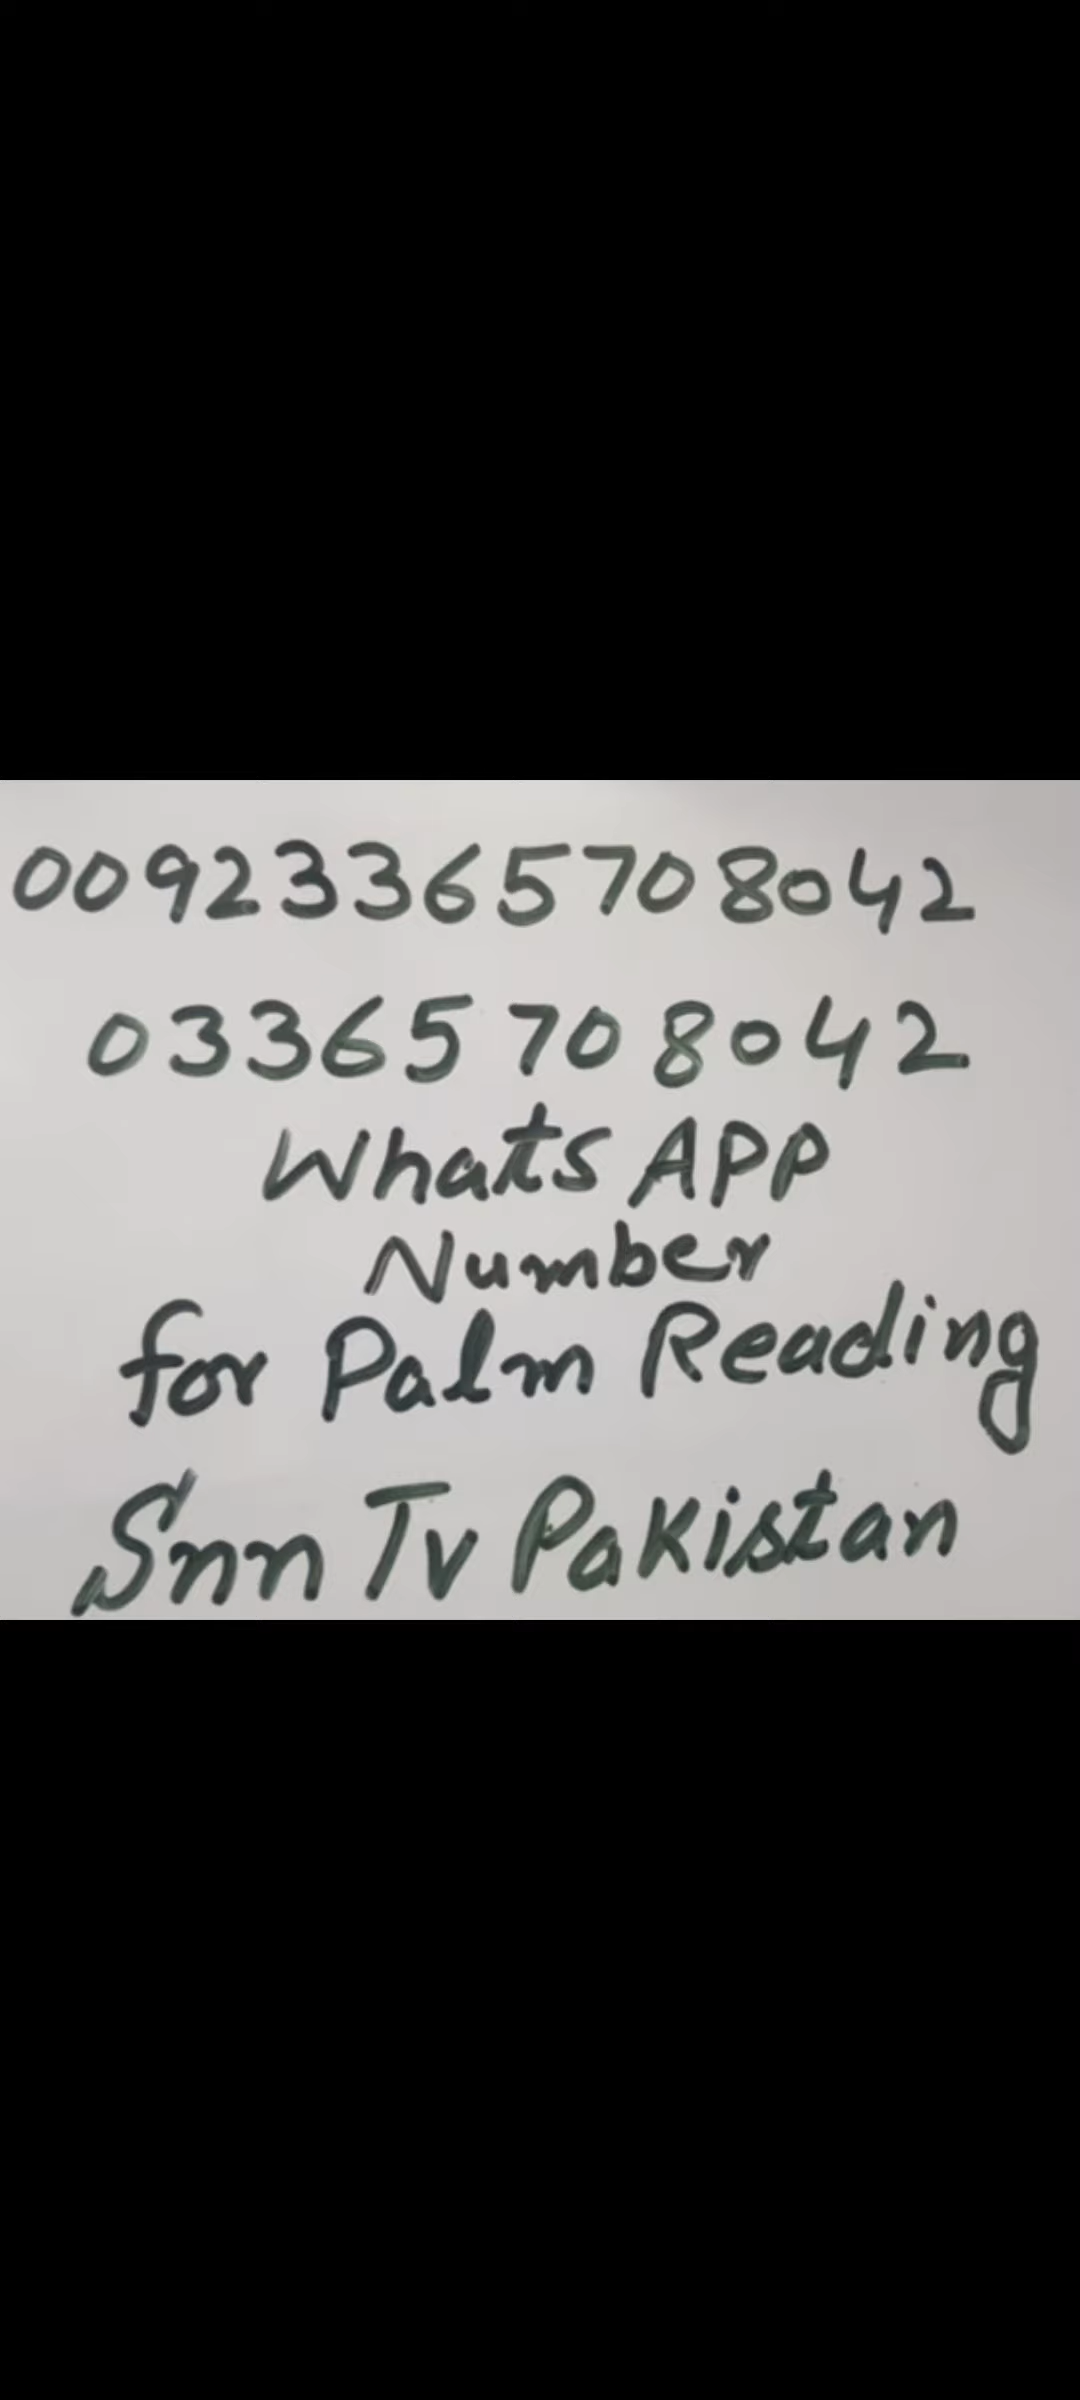 00923365708042
03365708042
Whats APP
Number
for Palm Reading
Snn Tv Pakistan